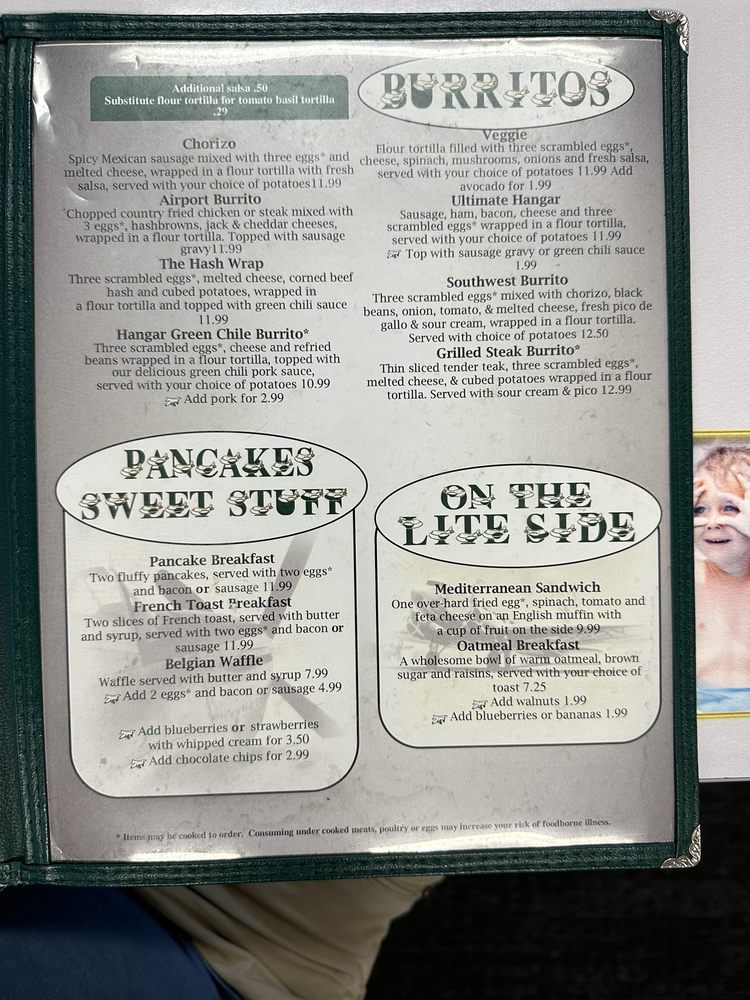 Additional salsa .50
Substitute flour tortilla for tomato basil tortilla
.29
Chorizo
Spicy Mexican sausage mixed with three eggs* and
melted cheese, wrapped in a flour tortilla with fresh
salsa, served with your choice of potatoes11.99
Airport Burrito
Chopped country fried chicken or steak mixed with
3 eggs*, hashbrowns, jack & cheddar cheeses,
wrapped in a flour tortilla. Topped with sausage
gravy11.99
The Hash Wrap
Three scrambled eggs*, melted cheese, corned beef
hash and cubed potatoes, wrapped in
a flour tortilla and topped with green chili sauce
11.99
Hangar Green Chile Burrito*
Three scrambled eggs*, cheese and refried
beans wrapped in a flour tortilla, topped with
our delicious green chili pork sauce,
served with your choice of potatoes 10.99
Add pork for 2.99
BURRITOS
Veggie
Flour tortilla filled with three scrambled eggs*,
cheese, spinach, mushrooms, onions and fresh salsa,
served with your choice of potatoes 11.99 Add
avocado for 1.99
Ultimate Hangar
Sausage, ham, bacon, cheese and three
scrambled eggs* wrapped in a flour tortilla,
served with your choice of potatoes 11.99
Top with sausage gravy or green chili sauce
1.99
Southwest Burrito
Three scrambled eggs* mixed with chorizo, black
beans, onion, tomato, & melted cheese, fresh pico de
gallo & sour cream, wrapped in a flour tortilla.
Served with choice of potatoes 12.50
Grilled Steak Burrito*
Thin sliced tender teak, three scrambled eggs*,
melted cheese, & cubed potatoes wrapped in a flour
tortilla. Served with sour cream & pico 12.99
PANCAKES
SWEET STUFF
Pancake Breakfast
Two fluffy pancakes, served with two eggs*
and bacon or sausage 11.99
French Toast Breakfast
Two slices of French toast, served with butter
and syrup, served with two eggs* and bacon or
sausage 11.99
Belgian Waffle
Waffle served with butter and syrup 7.99
Add 2 eggs* and bacon or sausage 4.99
Add blueberries or strawberries
with whipped cream for 3.50
Add chocolate chips for 2.99
ON THE
LITE SIDE
Mediterranean Sandwich
One over-hard fried egg*, spinach, tomato and
feta cheese on an English muffin with
a cup of fruit on the side 9.99
Oatmeal Breakfast
A wholesome bowl of warm oatmeal, brown
sugar and raisins, served with your choice of
toast 7.25
Add walnuts 1.99
Add blueberries or bananas 1.99
* Items may be cooked to order. Consuming under cooked meats, poultry or eggs may increase your risk of foodborne illness.